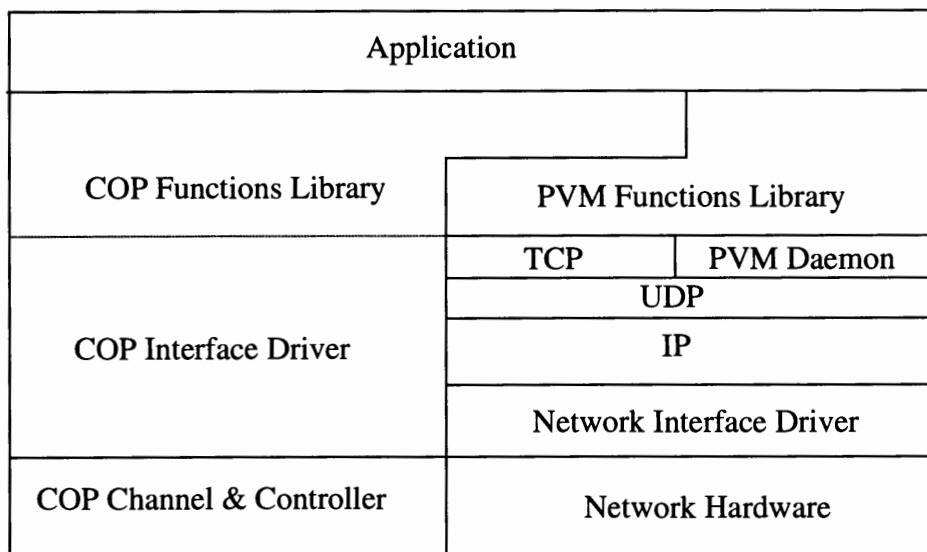 Application
COP Functions Library
PVM Functions Library
TCP
PVM Daemon
UDP
COP Interface Driver
IP
Network Interface Driver
COP Channel & Controller
Network Hardware